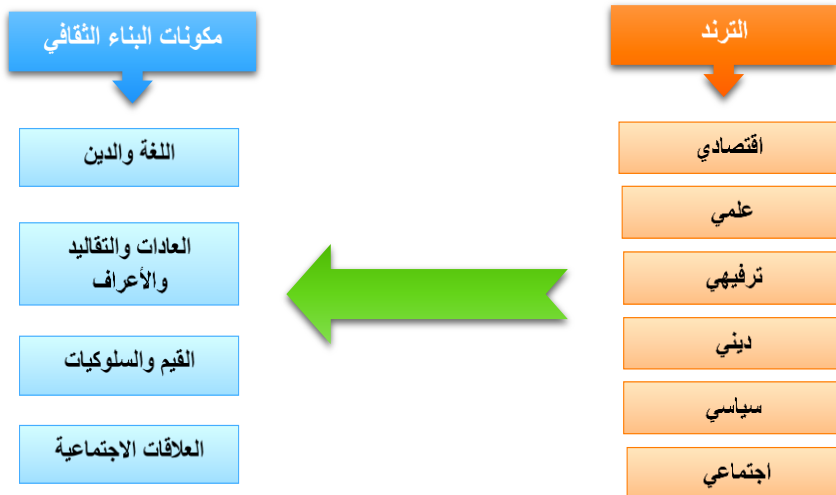 الترند
اقتصادي
علمي
ترفيهي
ديني
سياسي
اجتماعي
مكونات البناء الثقافي
اللغة والدين
العادات والتقاليد
والأعراف
القيم والسلوكيات
العلاقات الاجتماعية